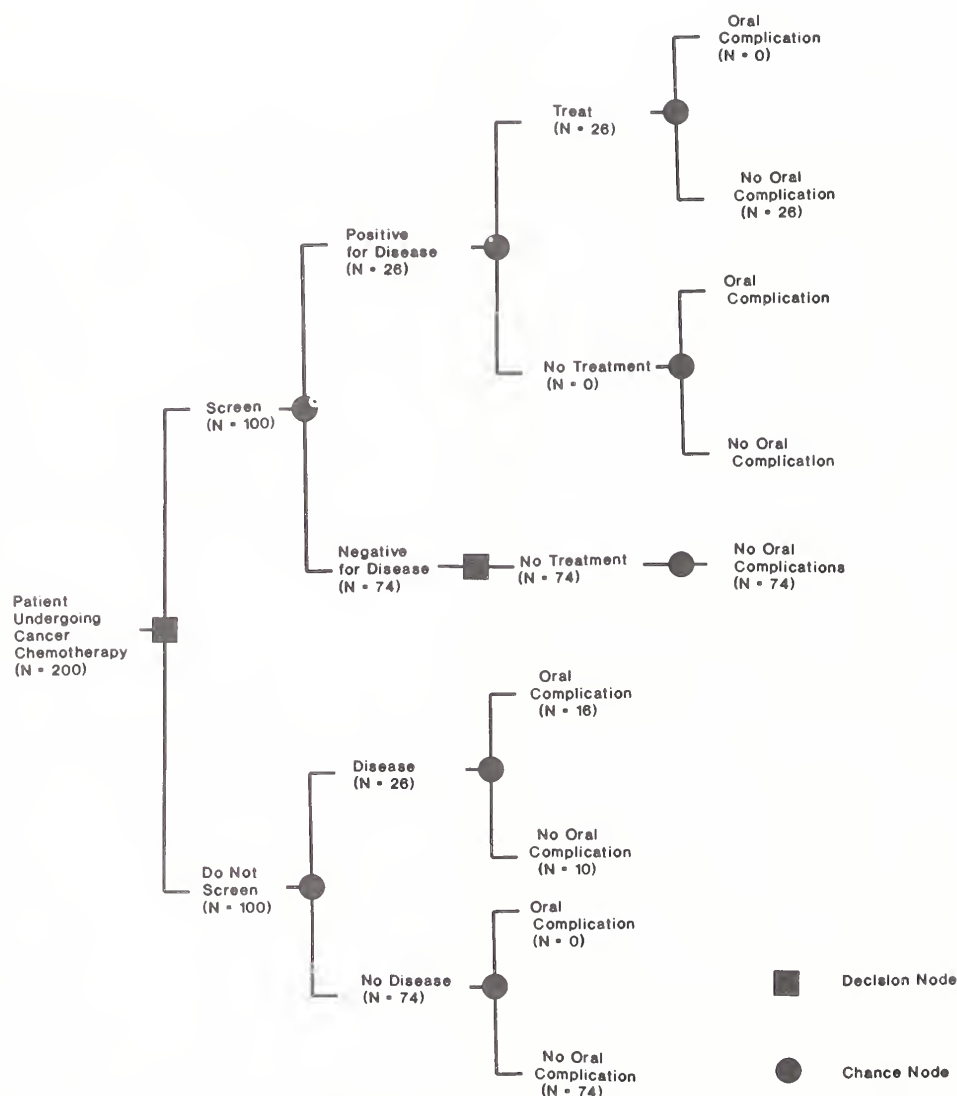 Oral
Complication
(N = 0)
Treat
(N = 26)
No Oral
Complication
(N = 26)
Positive
for Disease
(N = 26)
Oral
Complication
No Treatment
(N = 0)
Screen
(N = 100)
No Oral
Complication
Negative
for Disease
(N = 74)
No Treatment
(N = 74)
No Oral
Complications
(N = 74)
Patient
Undergoing
Cancer
Chemotherapy
(N = 200)
Oral
Complication
(N = 16)
Disease
(N = 26)
No Oral
Complication
(N = 10)
Do Not
Screen
(N = 100)
Oral
Complication
(N = 0)
No Disease
(N = 74)
No Oral
Complication
(N = 74)
Decision Node
Chance Node